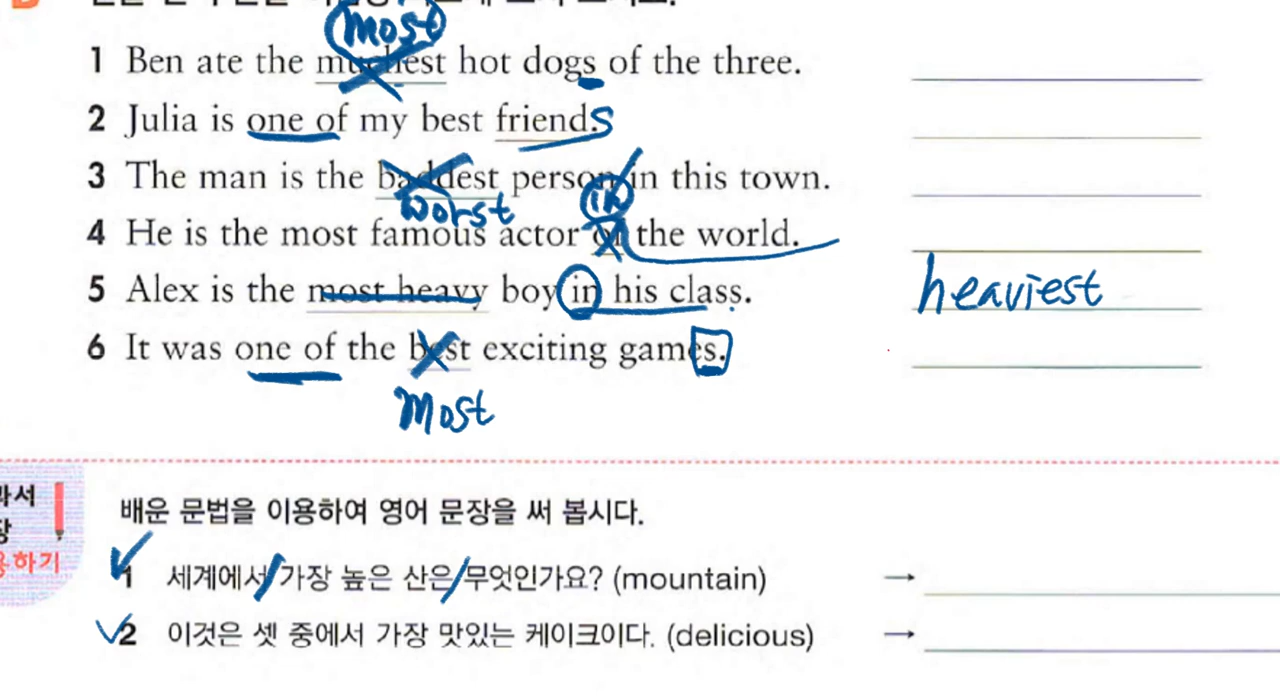 most
1 Ben ate the muchest hot dogs of the three.
2 Julia is one of my best friends
3 The man is the baddest person in this town.
worst in
4 He is the most famous actor of the world.
5 Alex is the most heavy boy in his class. heaviest
6 It was one of the best exciting games.
most
배운 문법을 이용하여 영어 문장을 써 봅시다.
하기
1 세계에서/가장 높은 산은/무엇인가요? (mountain) →
2 이것은 셋 중에서 가장 맛있는 케이크이다. (delicious) →